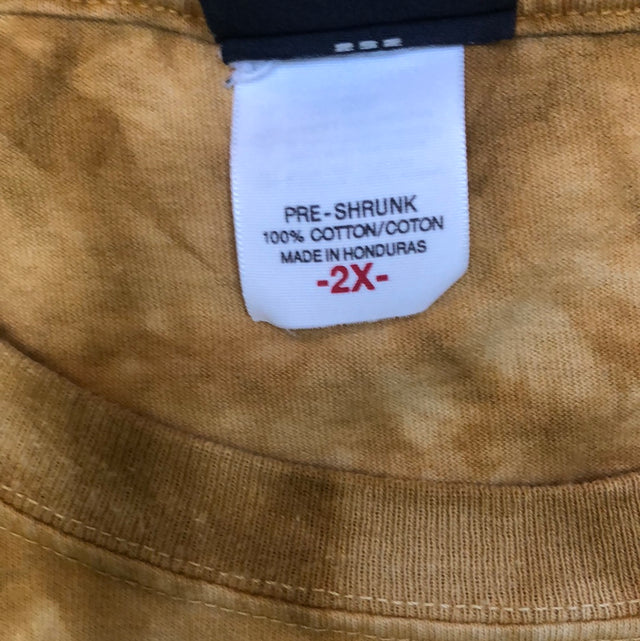 PRE-SHRUNK
100% COTTON/COTON
MADE IN HONDURAS
-2X-